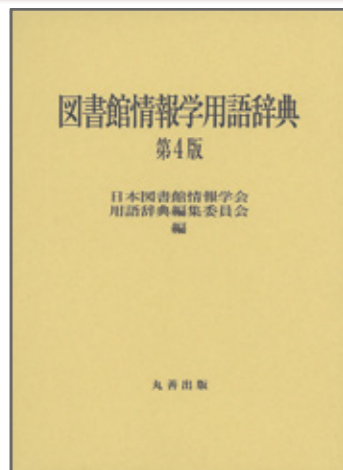 図書館情報学用語辞典
第4版
日本図書館情報学会
用語辞典編集委員会
編
丸善出版